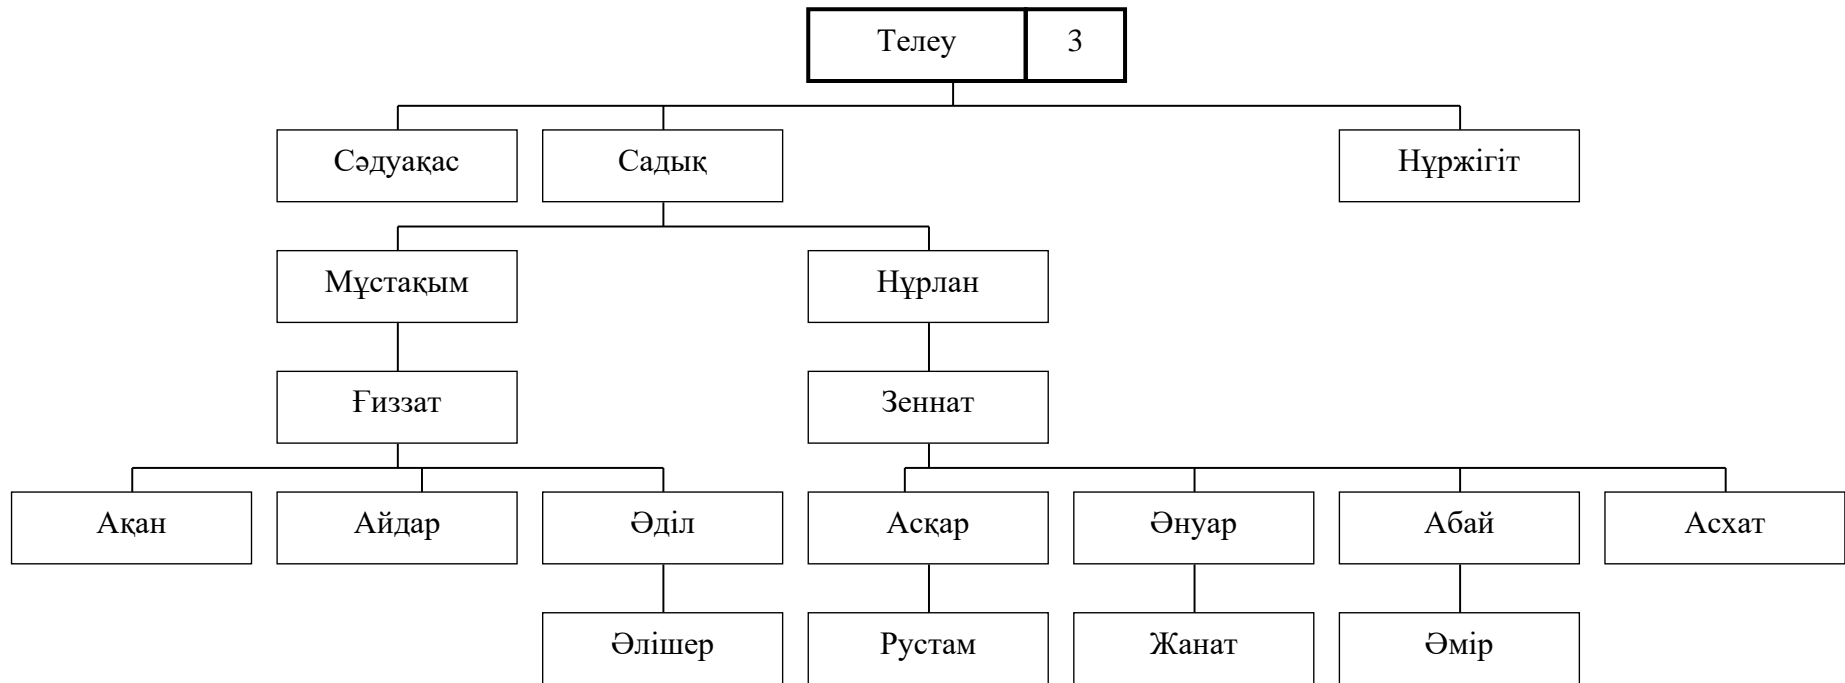 Телеу 3
Сәдуақас Садық Нұржігіт
Мұстақым Нұрлан
Ғиззат Зеннат
Ақан Айдар Әділ Асқар Әнуар Абай Асхат
Әлішер Рустам Жанат Әмір